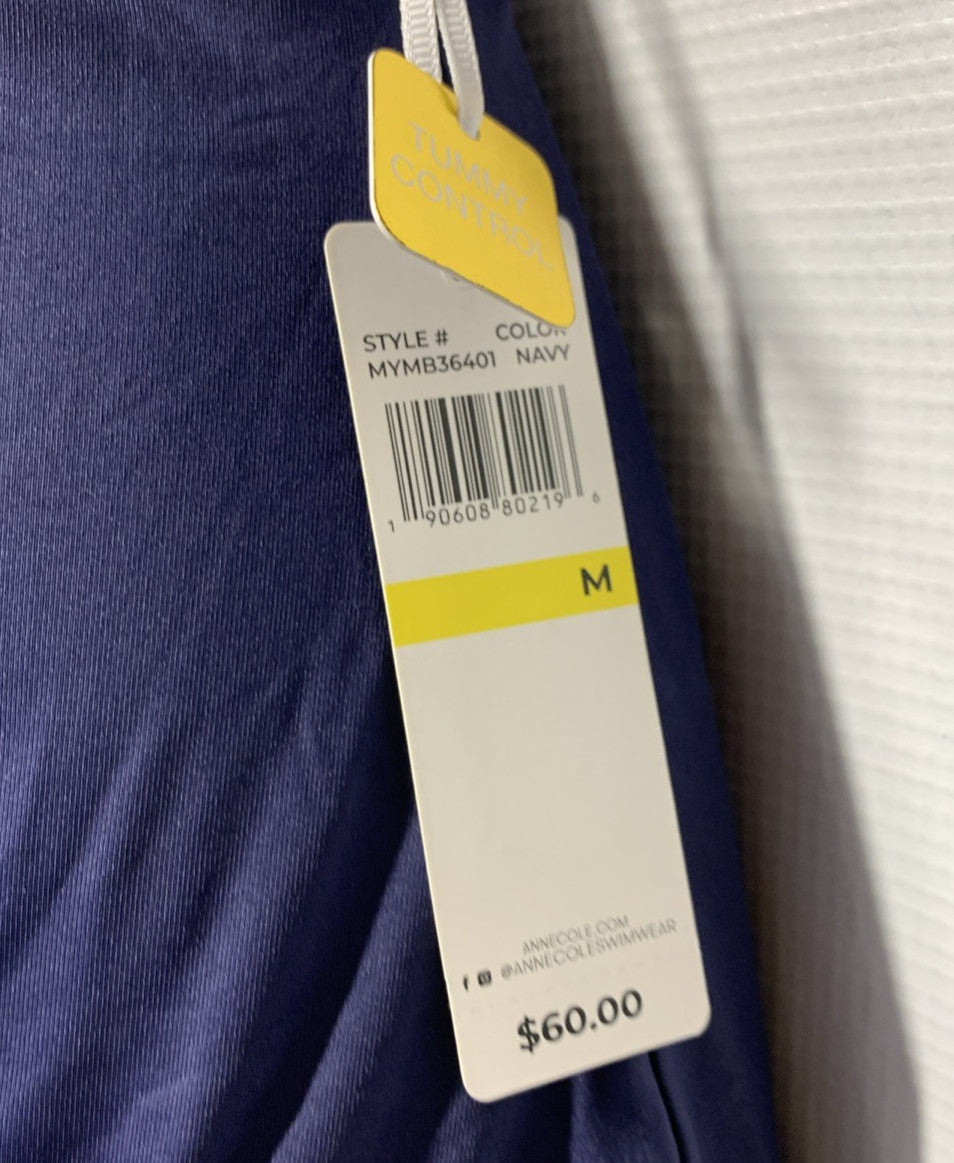 TUMMY
CONTROL
STYLE # COLOR
MYMB36401 NAVY
1 90608 80219 6
M
ANNECOLE.COM
@ANNECOLESWIMWEAR
$60.00